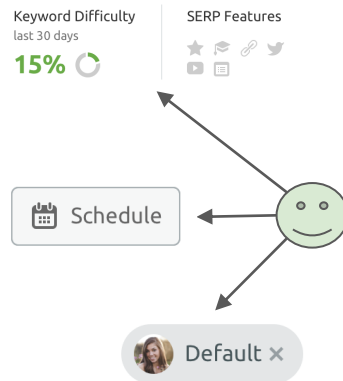 Keyword Difficulty
SERP Features
last 30 days
15%
Schedule
Default